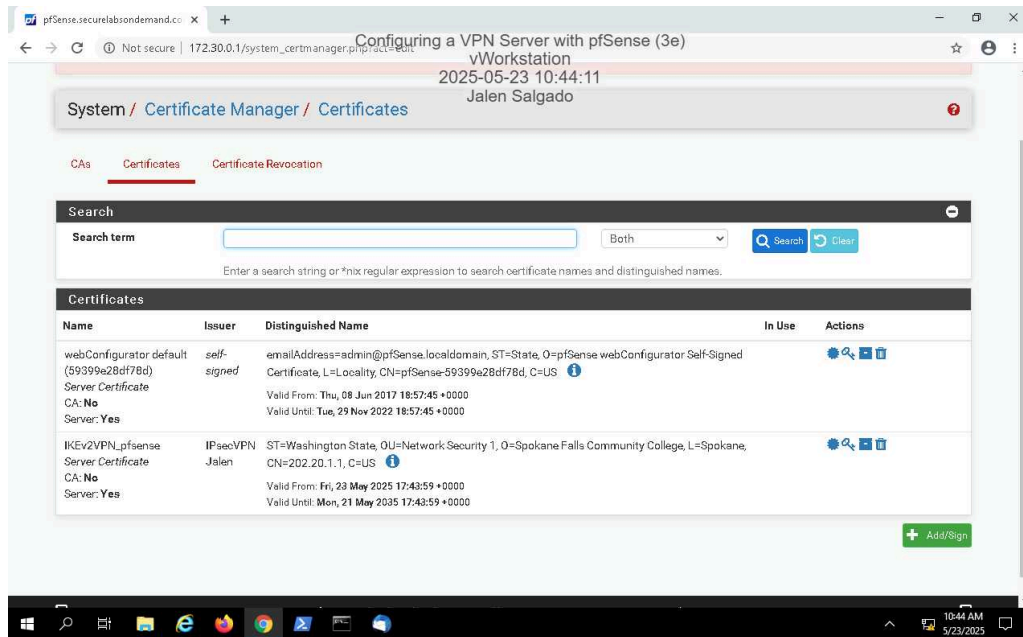 pfSense.securelabsondemand.co
Not secure | 172.30.0.1/system_certmanager.php?act=edit
Configuring a VPN Server with pfSense (3e)
vWorkstation
2025-05-23 10:44:11
Jalen Salgado
System / Certificate Manager / Certificates
CAs Certificates Certificate Revocation
Search
Search term Both Search Clear
Enter a search string or *nix regular expression to search certificate names and distinguished names.
Certificates
Name Issuer Distinguished Name In Use Actions
webConfigurator default self- emailAddress=admin@pfSense.localdomain, ST=State, O=pfSense webConfigurator Self-Signed
(59399e28df78d) signed Certificate, L=Locality, CN=pfSense-59399e28df78d, C=US
Server Certificate
CA: No Valid From: Thu, 08 Jun 2017 18:57:45 +0000
Server: Yes Valid Until: Tue, 29 Nov 2022 18:57:45 +0000
IKEv2VPN_pfsense IPsecVPN ST=Washington State, OU=Network Security 1, O=Spokane Falls Community College, L=Spokane,
Server Certificate Jalen CN=202.20.1.1, C=US
CA: No Valid From: Fri, 23 May 2025 17:43:59 +0000
Server: Yes Valid Until: Mon, 21 May 2035 17:43:59 +0000
Add/Sign
10:44 AM
5/23/2025